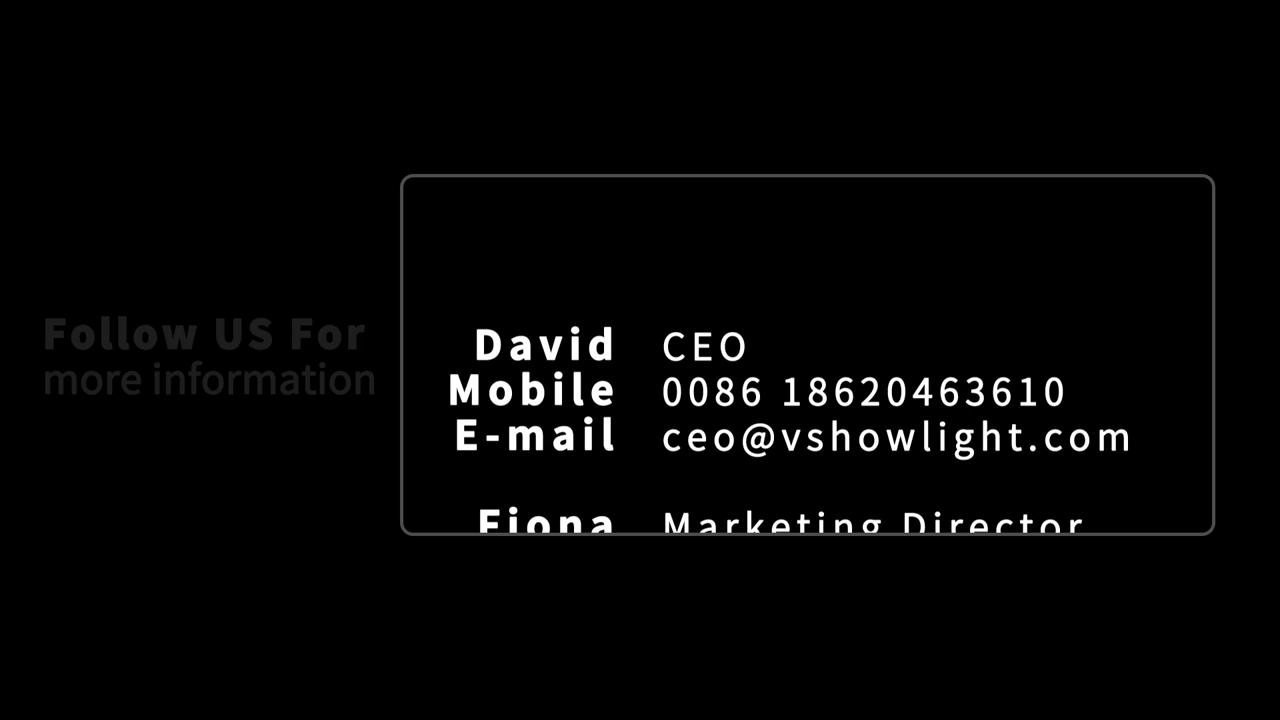 Follow US For
more information
David CEO
Mobile 0086 18620463610
E-mail ceo@vshowlight.com
Fiona Marketing Director